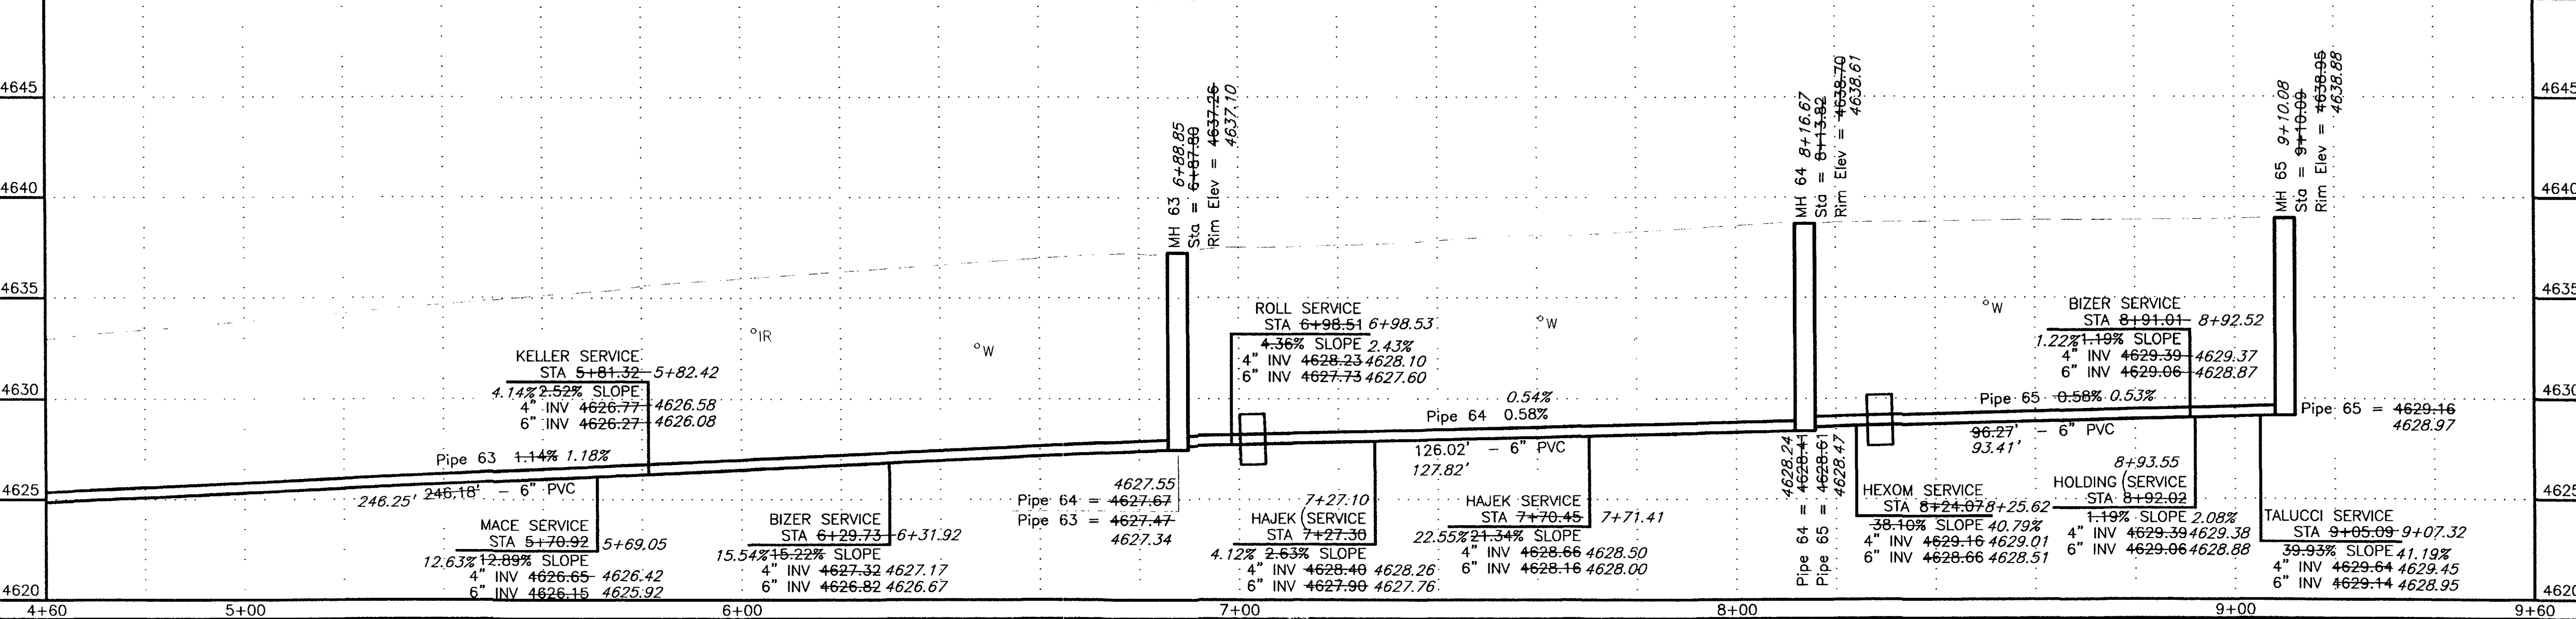 4645
4640
4635
4630
4625
4620
4645
4640
4635
4630
4625
4620
4+60
5+00
6+00
7+00
8+00
9+00
9+60
KELLER SERVICE
STA 5+81.32 5+82.42
4.14% 2.52% SLOPE
4" INV 4626.77 4626.58
6" INV 4626.27 4626.08
Pipe 63 1.14% 1.18%
246.25' 246.18' - 6" PVC
MACE SERVICE
STA 5+70.92 5+69.05
12.63% 12.89% SLOPE
4" INV 4626.65 4626.42
6" INV 4626.15 4625.92
IR
W
BIZER SERVICE
STA 6+29.73 6+31.92
15.54% 15.22% SLOPE
4" INV 4627.32 4627.17
6" INV 4626.82 4626.67
MH 63 6+88.85
Sta = 6+87.80
Rim Elev = 4637.26
4637.10
4627.55
Pipe 64 = 4627.67
Pipe 63 = 4627.47
4627.34
ROLL SERVICE
STA 6+98.51 6+98.53
4.36% SLOPE 2.43%
4" INV 4628.23 4628.10
6" INV 4627.73 4627.60
W
0.54%
Pipe 64 0.58%
126.02' - 6" PVC
127.82'
7+27.10
HAJEK (SERVICE
STA 7+27.30
4.12% 2.63% SLOPE
4" INV 4628.40 4628.26
6" INV 4627.90 4627.76
HAJEK SERVICE
STA 7+70.45 7+71.41
22.55% 21.34% SLOPE
4" INV 4628.66 4628.50
6" INV 4628.16 4628.00
MH 64 8+16.67
Sta = 8+13.82
Rim Elev = 4638.70
4638.61
4628.24
Pipe 64 = 4628.41
Pipe 65 = 4628.61
4628.47
W
HEXOM SERVICE
STA 8+24.07 8+25.62
38.10% SLOPE 40.79%
4" INV 4629.16 4629.01
6" INV 4628.66 4628.51
BIZER SERVICE
STA 8+91.01 8+92.52
1.22% 1.19% SLOPE
4" INV 4629.39 4629.37
6" INV 4629.06 4628.87
Pipe 65 0.58% 0.53%
96.27' - 6" PVC
93.41'
8+93.55
HOLDING (SERVICE
STA 8+92.02
1.19% SLOPE 2.08%
4" INV 4629.39 4629.38
6" INV 4629.06 4628.88
MH 65 9+10.08
Sta = 9+10.09
Rim Elev = 4638.95
4638.88
Pipe 65 = 4629.16
4628.97
TALUCCI SERVICE
STA 9+05.09 9+07.32
39.93% SLOPE 41.19%
4" INV 4629.64 4629.45
6" INV 4629.14 4628.95